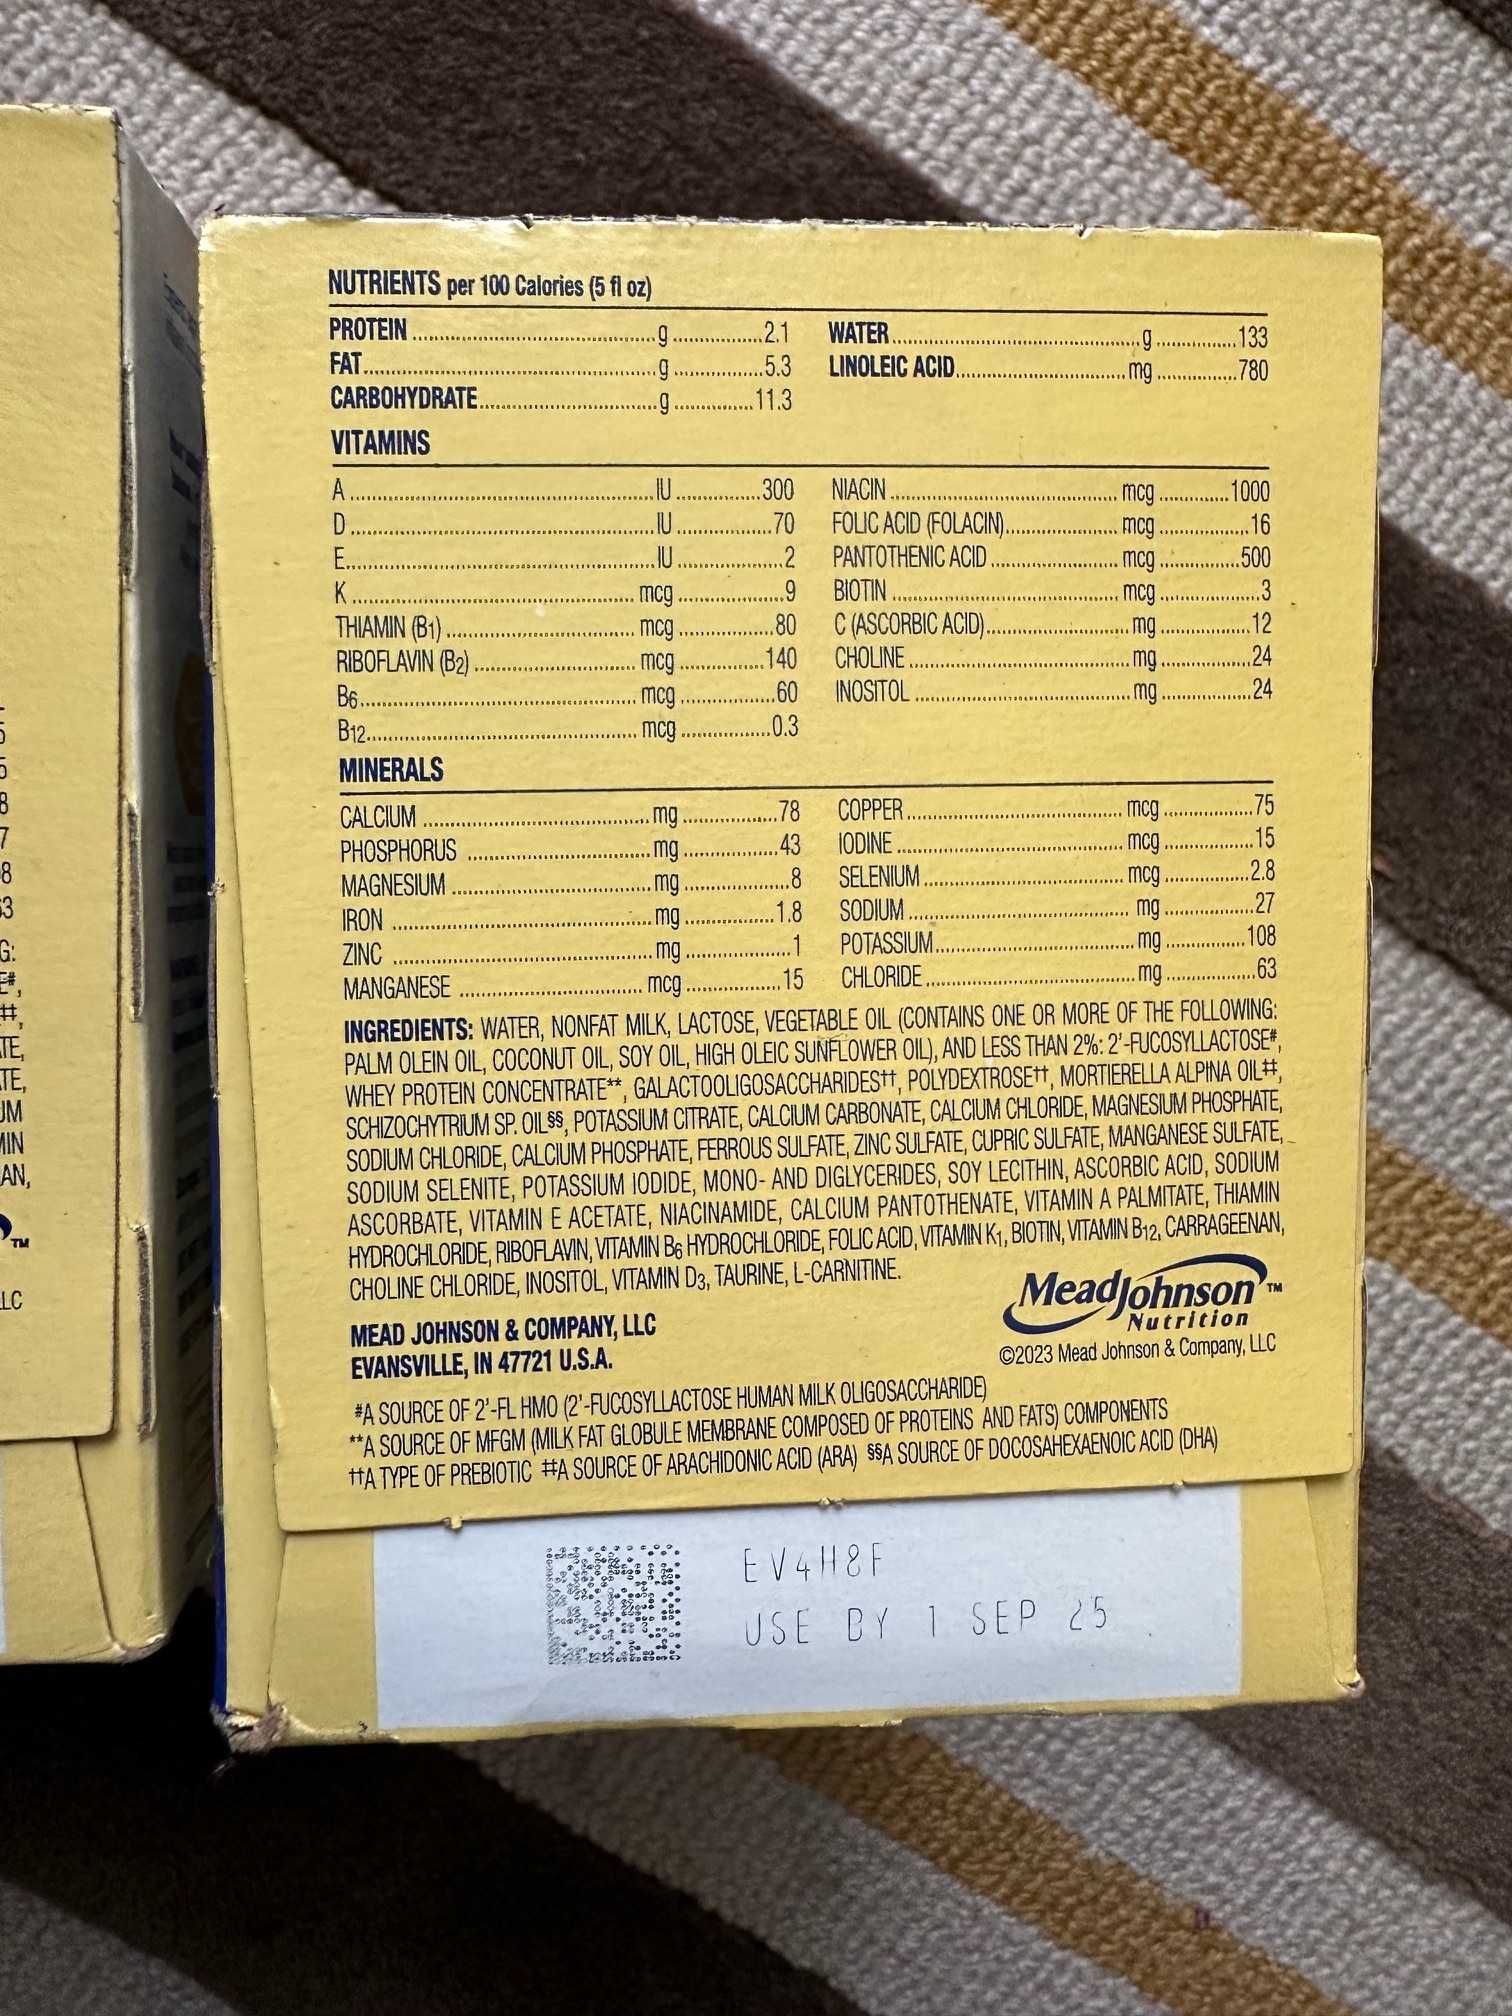 NUTRIENTS per 100 Calories (5 fl oz)
PROTEIN g 2.1 WATER g 133
FAT g 5.3 LINOLEIC ACID mg 780
CARBOHYDRATE g 11.3
VITAMINS
A IU 300 NIACIN mcg 1000
D IU 70 FOLIC ACID (FOLACIN) mcg 16
E IU 2 PANTOTHENIC ACID mcg 500
K mcg 9 BIOTIN mcg 3
THIAMIN (B1) mcg 80 C (ASCORBIC ACID) mg 12
RIBOFLAVIN (B2) mcg 140 CHOLINE mg 24
B6 mcg 60 INOSITOL mg 24
B12 mcg 0.3
MINERALS
CALCIUM mg 78 COPPER mcg 75
PHOSPHORUS mg 43 IODINE mcg 15
MAGNESIUM mg 8 SELENIUM mcg 2.8
IRON mg 1.8 SODIUM mg 27
ZINC mg 1 POTASSIUM mg 108
MANGANESE mcg 15 CHLORIDE mg 63
INGREDIENTS: WATER, NONFAT MILK, LACTOSE, VEGETABLE OIL (CONTAINS ONE OR MORE OF THE FOLLOWING:
PALM OLEIN OIL, COCONUT OIL, SOY OIL, HIGH OLEIC SUNFLOWER OIL), AND LESS THAN 2%: 2'-FUCOSYLLACTOSE#,
WHEY PROTEIN CONCENTRATE**, GALACTOOLIGOSACCHARIDES††, POLYDEXTROSE††, MORTIERELLA ALPINA OIL‡‡,
SCHIZOCHYTRIUM SP. OIL§§, POTASSIUM CITRATE, CALCIUM CARBONATE, CALCIUM CHLORIDE, MAGNESIUM PHOSPHATE,
SODIUM CHLORIDE, CALCIUM PHOSPHATE, FERROUS SULFATE, ZINC SULFATE, CUPRIC SULFATE, MANGANESE SULFATE,
SODIUM SELENITE, POTASSIUM IODIDE, MONO- AND DIGLYCERIDES, SOY LECITHIN, ASCORBIC ACID, SODIUM
ASCORBATE, VITAMIN E ACETATE, NIACINAMIDE, CALCIUM PANTOTHENATE, VITAMIN A PALMITATE, THIAMIN
HYDROCHLORIDE, RIBOFLAVIN, VITAMIN B6 HYDROCHLORIDE, FOLIC ACID, VITAMIN K1, BIOTIN, VITAMIN B12, CARRAGEENAN,
CHOLINE CHLORIDE, INOSITOL, VITAMIN D3, TAURINE, L-CARNITINE.
MeadJohnson™
Nutrition
MEAD JOHNSON & COMPANY, LLC
EVANSVILLE, IN 47721 U.S.A.
©2023 Mead Johnson & Company, LLC
#A SOURCE OF 2'-FL HMO (2'-FUCOSYLLACTOSE HUMAN MILK OLIGOSACCHARIDE)
**A SOURCE OF MFGM (MILK FAT GLOBULE MEMBRANE COMPOSED OF PROTEINS AND FATS) COMPONENTS
††A TYPE OF PREBIOTIC ‡‡A SOURCE OF ARACHIDONIC ACID (ARA) §§A SOURCE OF DOCOSAHEXAENOIC ACID (DHA)
EV4H8F
USE BY 1 SEP 25